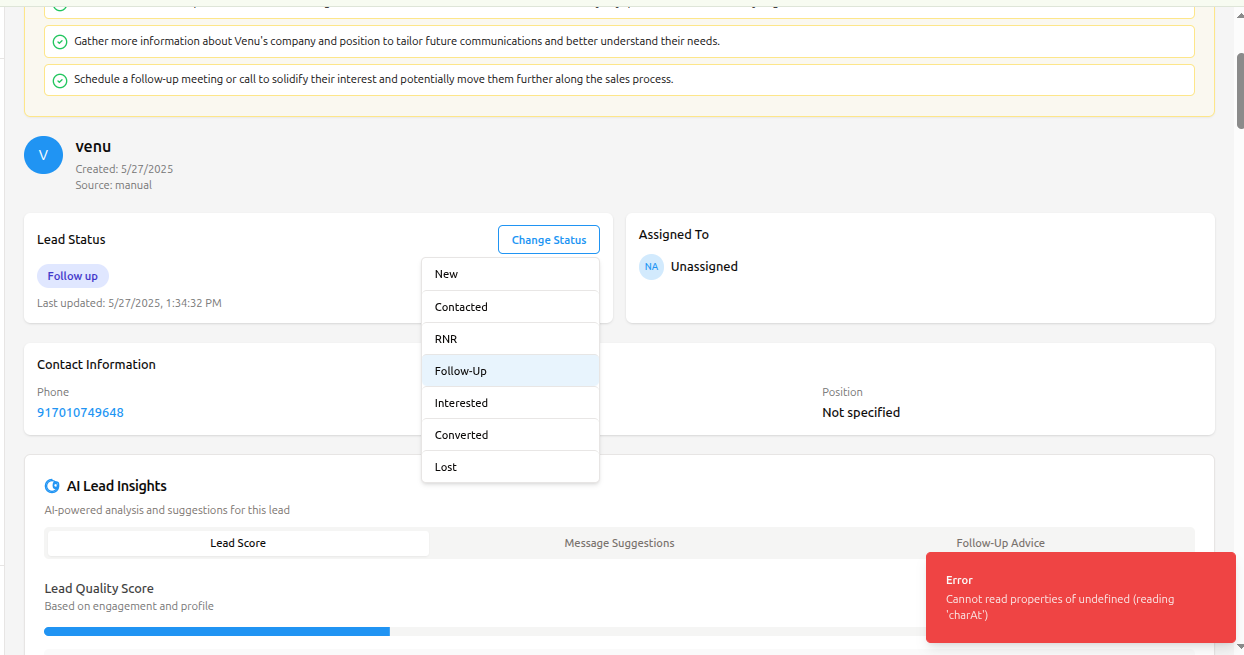 Gather more information about Venu's company and position to tailor future communications and better understand their needs.
Schedule a follow-up meeting or call to solidify their interest and potentially move them further along the sales process.
V
venu
Created: 5/27/2025
Source: manual
Lead Status
Change Status
Follow up
Last updated: 5/27/2025, 1:34:32 PM
New
Contacted
RNR
Follow-Up
Interested
Converted
Lost
Assigned To
NA Unassigned
Contact Information
Phone
917010749648
Position
Not specified
AI Lead Insights
AI-powered analysis and suggestions for this lead
Lead Score
Message Suggestions
Follow-Up Advice
Lead Quality Score
Based on engagement and profile
Error
Cannot read properties of undefined (reading
'charAt')